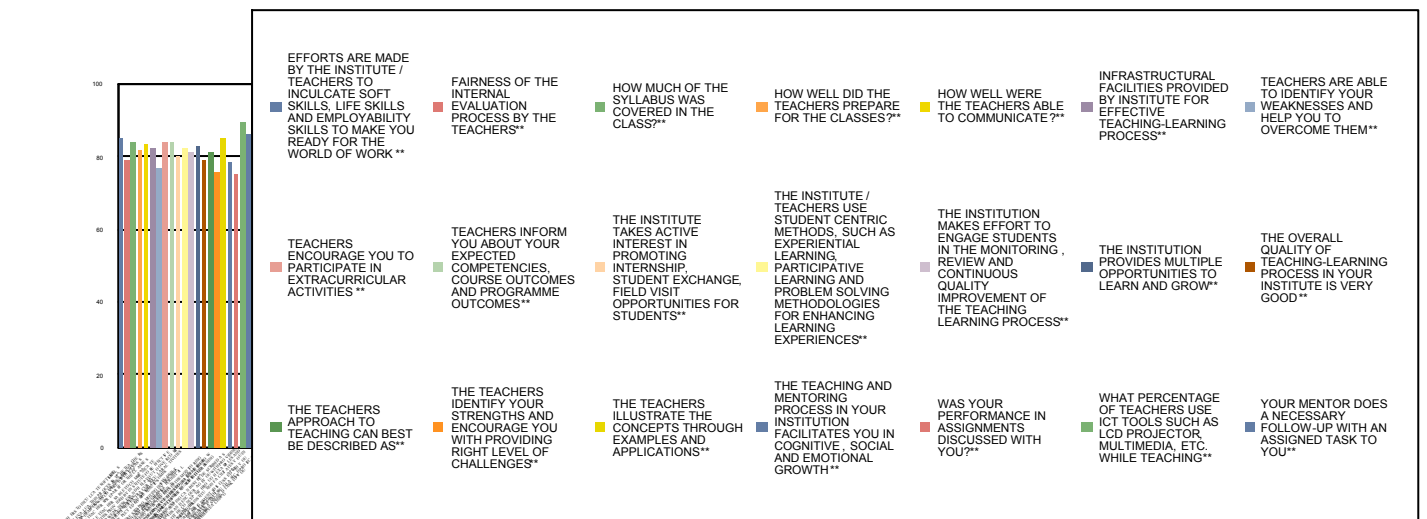 100
80
60
40
20
0
EFFORTS ARE MADE
BY THE INSTITUTE /
TEACHERS TO
INCULCATE SOFT
SKILLS, LIFE SKILLS
AND EMPLOYABILITY
SKILLS TO MAKE YOU
READY FOR THE
WORLD OF WORK **
FAIRNESS OF THE
INTERNAL
EVALUATION
PROCESS BY THE
TEACHERS**
HOW MUCH OF THE
SYLLABUS WAS
COVERED IN THE
CLASS?**
HOW WELL DID THE
TEACHERS PREPARE
FOR THE CLASSES?**
HOW WELL WERE
THE TEACHERS ABLE
TO COMMUNICATE?**
INFRASTRUCTURAL
FACILITIES PROVIDED
BY INSTITUTE FOR
EFFECTIVE
TEACHING-LEARNING
PROCESS**
TEACHERS ARE ABLE
TO IDENTIFY YOUR
WEAKNESSES AND
HELP YOU TO
OVERCOME THEM**
TEACHERS
ENCOURAGE YOU TO
PARTICIPATE IN
EXTRACURRICULAR
ACTIVITIES **
TEACHERS INFORM
YOU ABOUT YOUR
EXPECTED
COMPETENCIES,
COURSE OUTCOMES
AND PROGRAMME
OUTCOMES**
THE INSTITUTE
TAKES ACTIVE
INTEREST IN
PROMOTING
INTERNSHIP,
STUDENT EXCHANGE,
FIELD VISIT
OPPORTUNITIES FOR
STUDENTS**
THE INSTITUTE /
TEACHERS USE
STUDENT CENTRIC
METHODS, SUCH AS
EXPERIENTIAL
LEARNING,
PARTICIPATIVE
LEARNING AND
PROBLEM SOLVING
METHODOLOGIES
FOR ENHANCING
LEARNING
EXPERIENCES**
THE INSTITUTION
MAKES EFFORT TO
ENGAGE STUDENTS
IN THE MONITORING ,
REVIEW AND
CONTINUOUS
QUALITY
IMPROVEMENT OF
THE TEACHING
LEARNING PROCESS**
THE INSTITUTION
PROVIDES MULTIPLE
OPPORTUNITIES TO
LEARN AND GROW**
THE OVERALL
QUALITY OF
TEACHING-LEARNING
PROCESS IN YOUR
INSTITUTE IS VERY
GOOD**
THE TEACHERS
APPROACH TO
TEACHING CAN BEST
BE DESCRIBED AS**
THE TEACHERS
IDENTIFY YOUR
STRENGTHS AND
ENCOURAGE YOU
WITH PROVIDING
RIGHT LEVEL OF
CHALLENGES**
THE TEACHERS
ILLUSTRATE THE
CONCEPTS THROUGH
EXAMPLES AND
APPLICATIONS**
THE TEACHING AND
MENTORING
PROCESS IN YOUR
INSTITUTION
FACILITATES YOU IN
COGNITIVE , SOCIAL
AND EMOTIONAL
GROWTH**
WAS YOUR
PERFORMANCE IN
ASSIGNMENTS
DISCUSSED WITH
YOU?**
WHAT PERCENTAGE
OF TEACHERS USE
ICT TOOLS SUCH AS
LCD PROJECTOR,
MULTIMEDIA, ETC.
WHILE TEACHING**
YOUR MENTOR DOES
A NECESSARY
FOLLOW-UP WITH AN
ASSIGNED TASK TO
YOU**